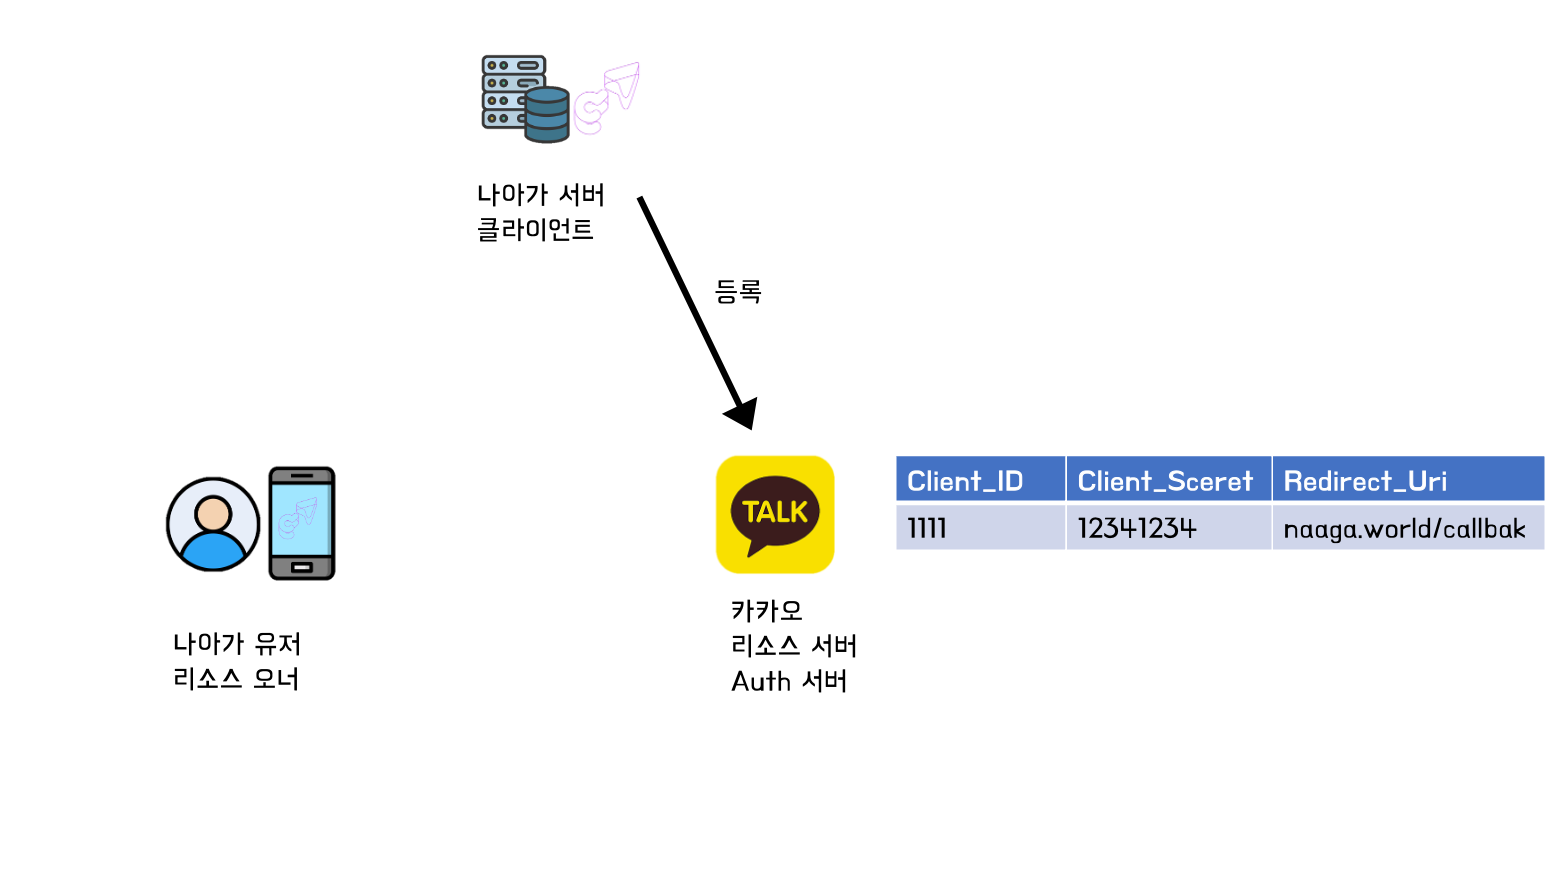 나아가 서버
클라이언트
등록
TALK
Client_ID Client_Sceret Redirect_Uri
1111 12341234 naaga.world/callbak
카카오
리소스 서버
Auth 서버
나아가 유저
리소스 오너